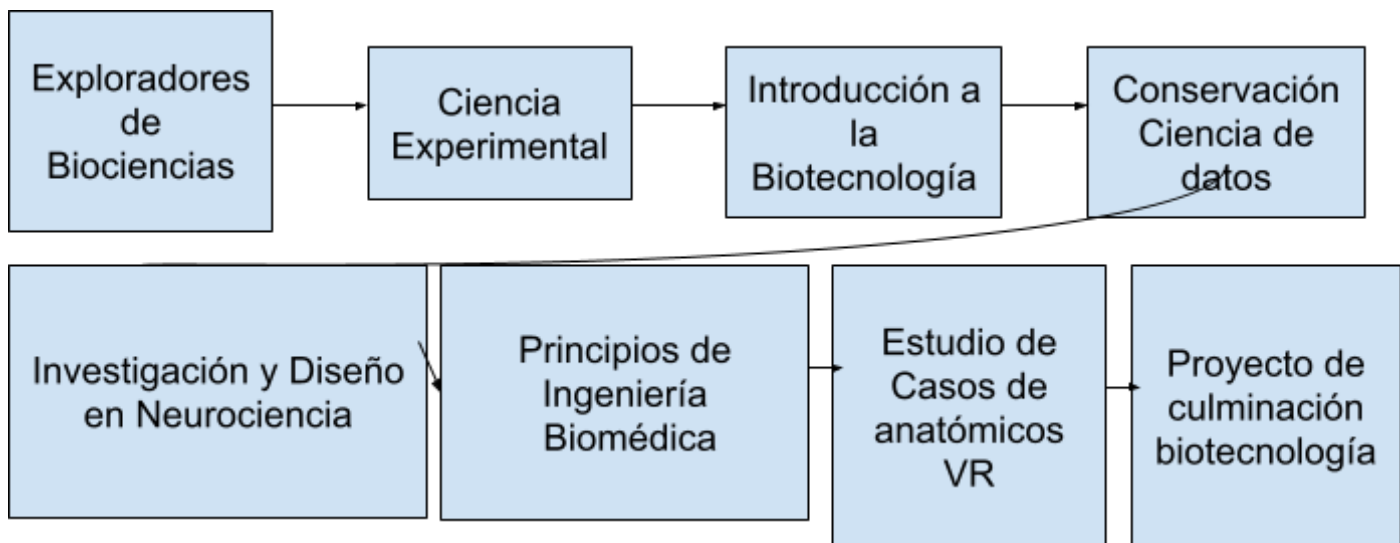 Exploradores
de
Biociencias
Ciencia
Experimental
Introducción a
la
Biotecnología
Conservación
Ciencia de
datos
Investigación y Diseño
en Neurociencia
Principios de
Ingeniería
Biomédica
Estudio de
Casos de
anatómicos
VR
Proyecto de
culminación
biotecnología